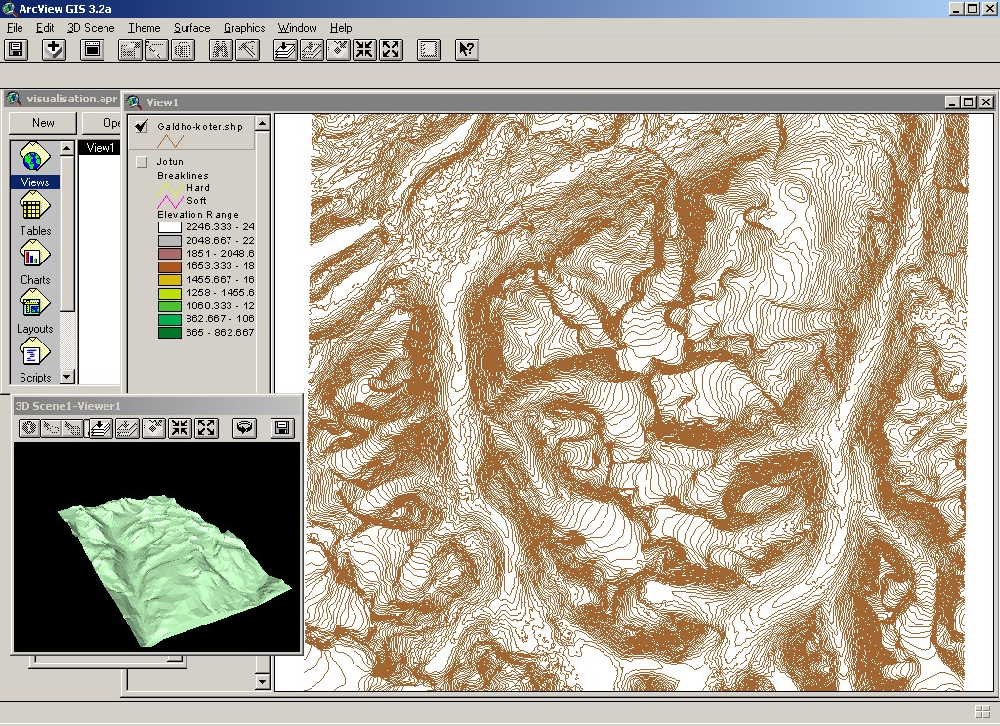 ArcView GIS 3.2a
File Edit 3D Scene Theme Surface Graphics Window Help
visualisation.apr
New Ope
View1
Views
Tables
Charts
Layouts
Scripts
View1
Galdho-koter.shp
Jotun
Breaklines
Hard
Soft
Elevation Range
2246.333 - 24
2048.667 - 22
1851 - 2048.6
1653.333 - 18
1455.667 - 16
1258 - 1455.6
1060.333 - 12
862.667 - 106
665 - 862.667
3D Scene1-Viewer1